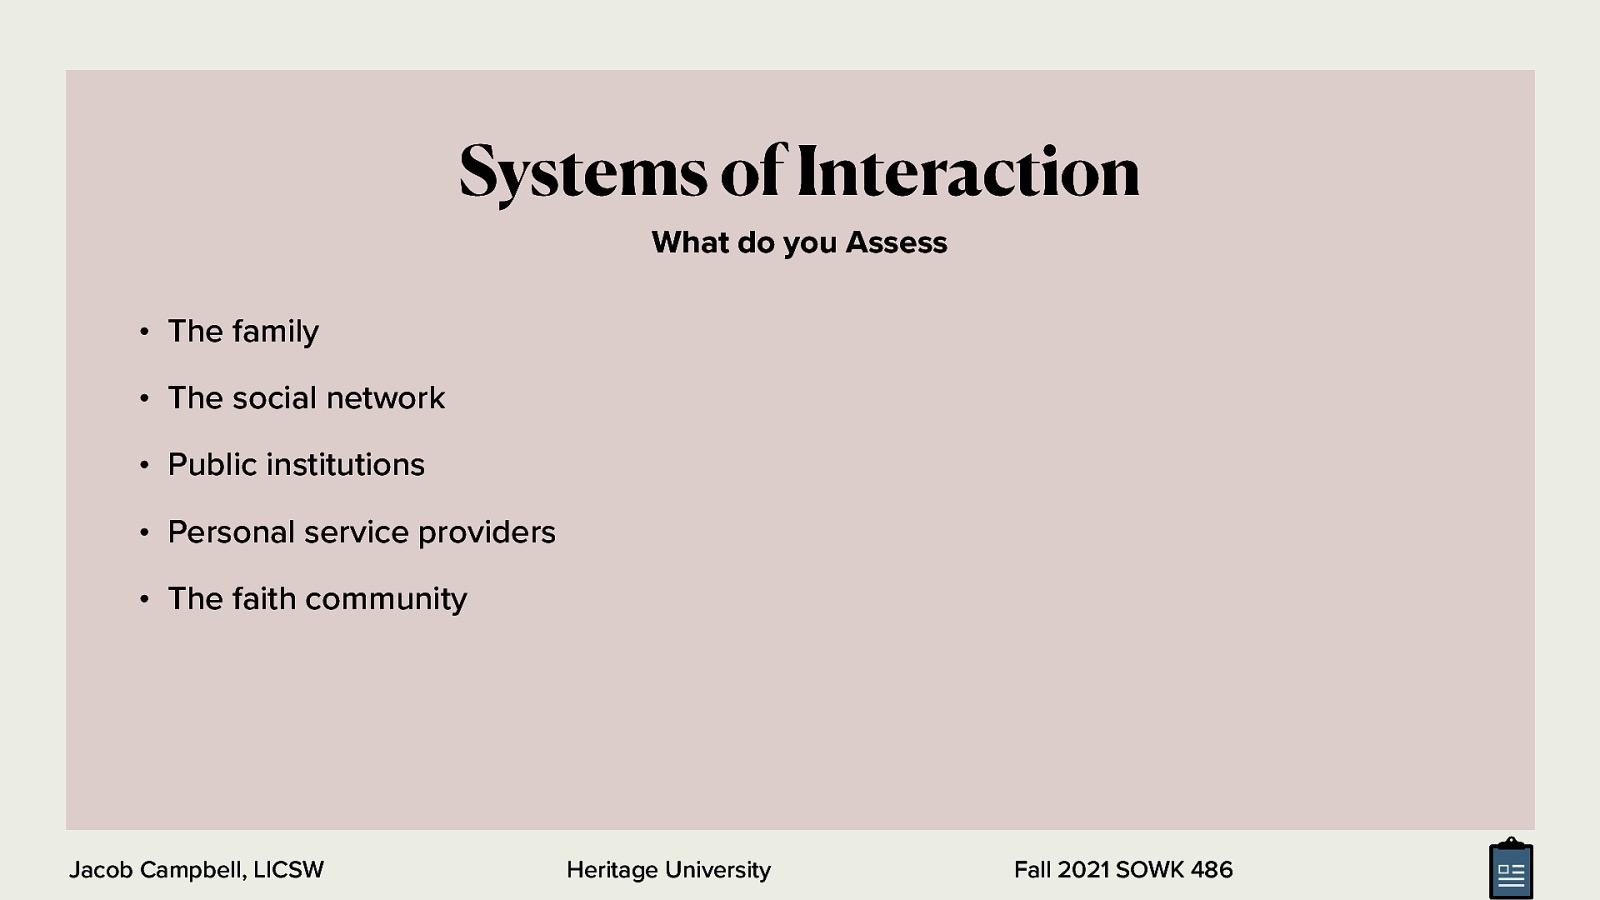 Systems of Interaction
What do you Assess
• The family
• The social network
• Public institutions
• Personal service providers
• The faith community
Jacob Campbell, LICSW Heritage University Fall 2021 SOWK 486